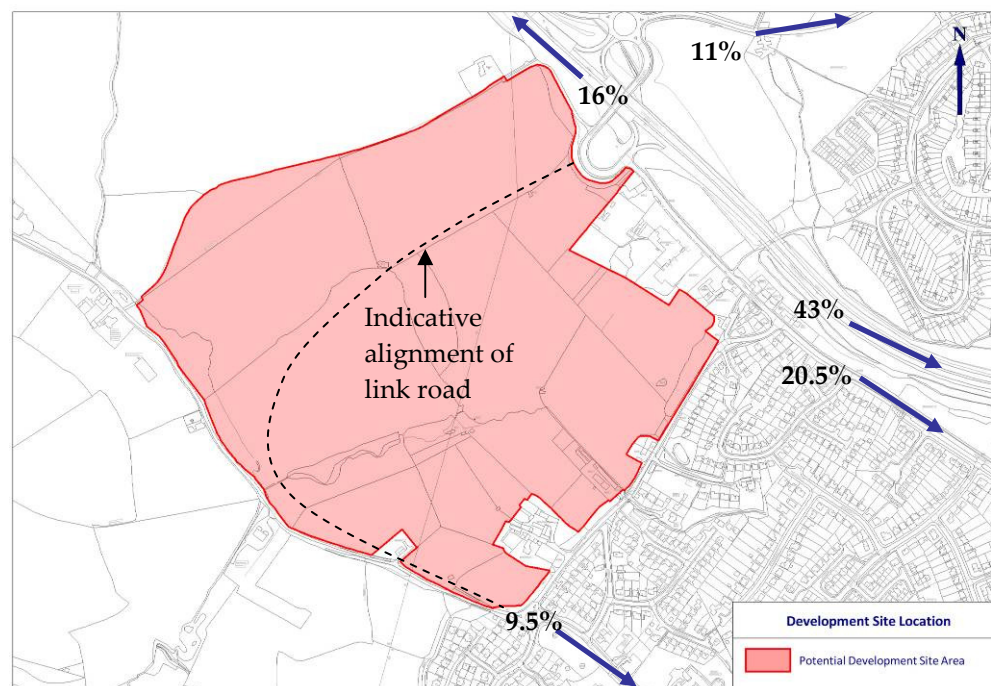 11%
N
16%
Indicative
alignment of
link road
43%
20.5%
9.5%
Development Site Location
Potential Development Site Area